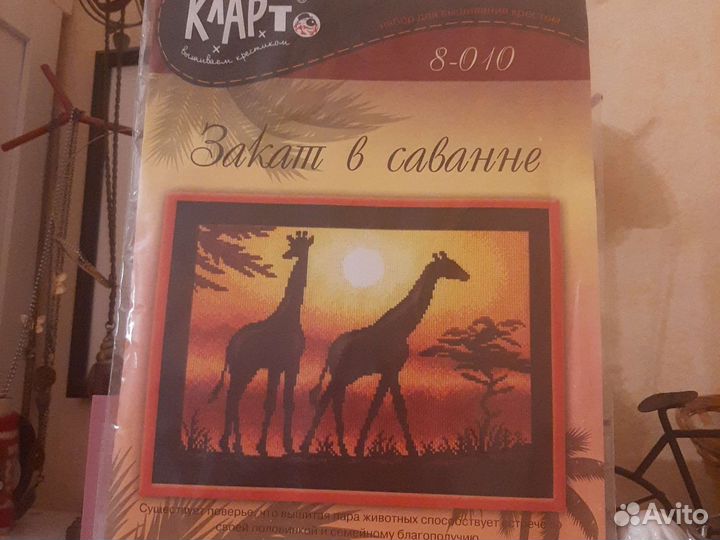 КЛАРТ
вышиваем крестиком
набор для вышивания крестом
8-010
Закат в саванне
Существует поверье, что вышитая пара животных способствует встрече
своей половинкой и семейному благополучию
Avito